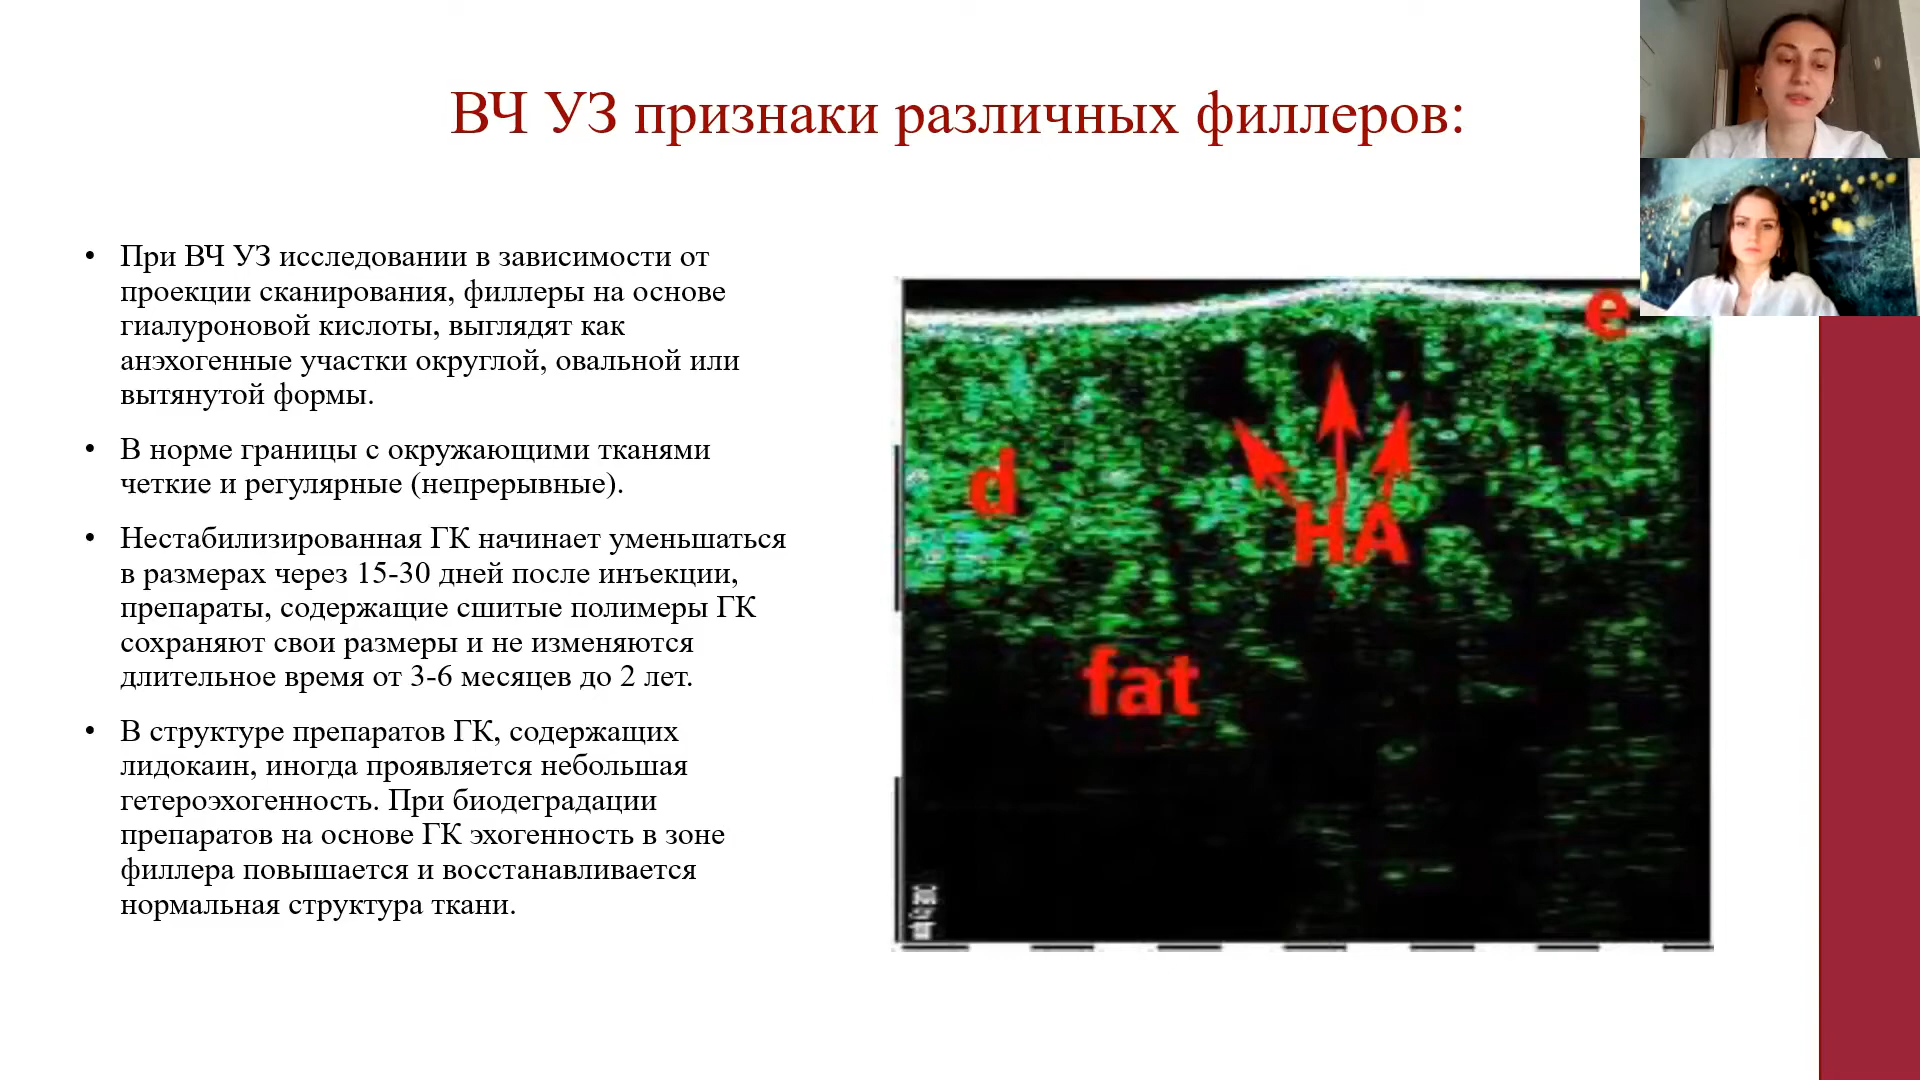 ВЧ УЗ признаки различных филлеров:
• При ВЧ УЗ исследовании в зависимости от
проекции сканирования, филлеры на основе
гиалуроновой кислоты, выглядят как
анэхогенные участки округлой, овальной или
вытянутой формы.
• В норме границы с окружающими тканями
четкие и регулярные (непрерывные).
• Нестабилизированная ГК начинает уменьшаться
в размерах через 15-30 дней после инъекции,
препараты, содержащие сшитые полимеры ГК
сохраняют свои размеры и не изменяются
длительное время от 3-6 месяцев до 2 лет.
• В структуре препаратов ГК, содержащих
лидокаин, иногда проявляется небольшая
гетероэхогенность. При биодеградации
препаратов на основе ГК эхогенность в зоне
филлера повышается и восстанавливается
нормальная структура ткани.
e
d
HA
fat